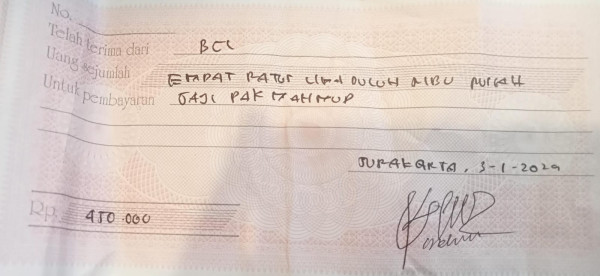 No.
Telah terima dari BCL
Uang sejumlah EMPAT RATUS LIMA PULUH RIBU RUPIAH
Untuk pembayaran GAJI PAK MAHMUD
SURAKARTA, 3-1-2029
Rp. 450.000